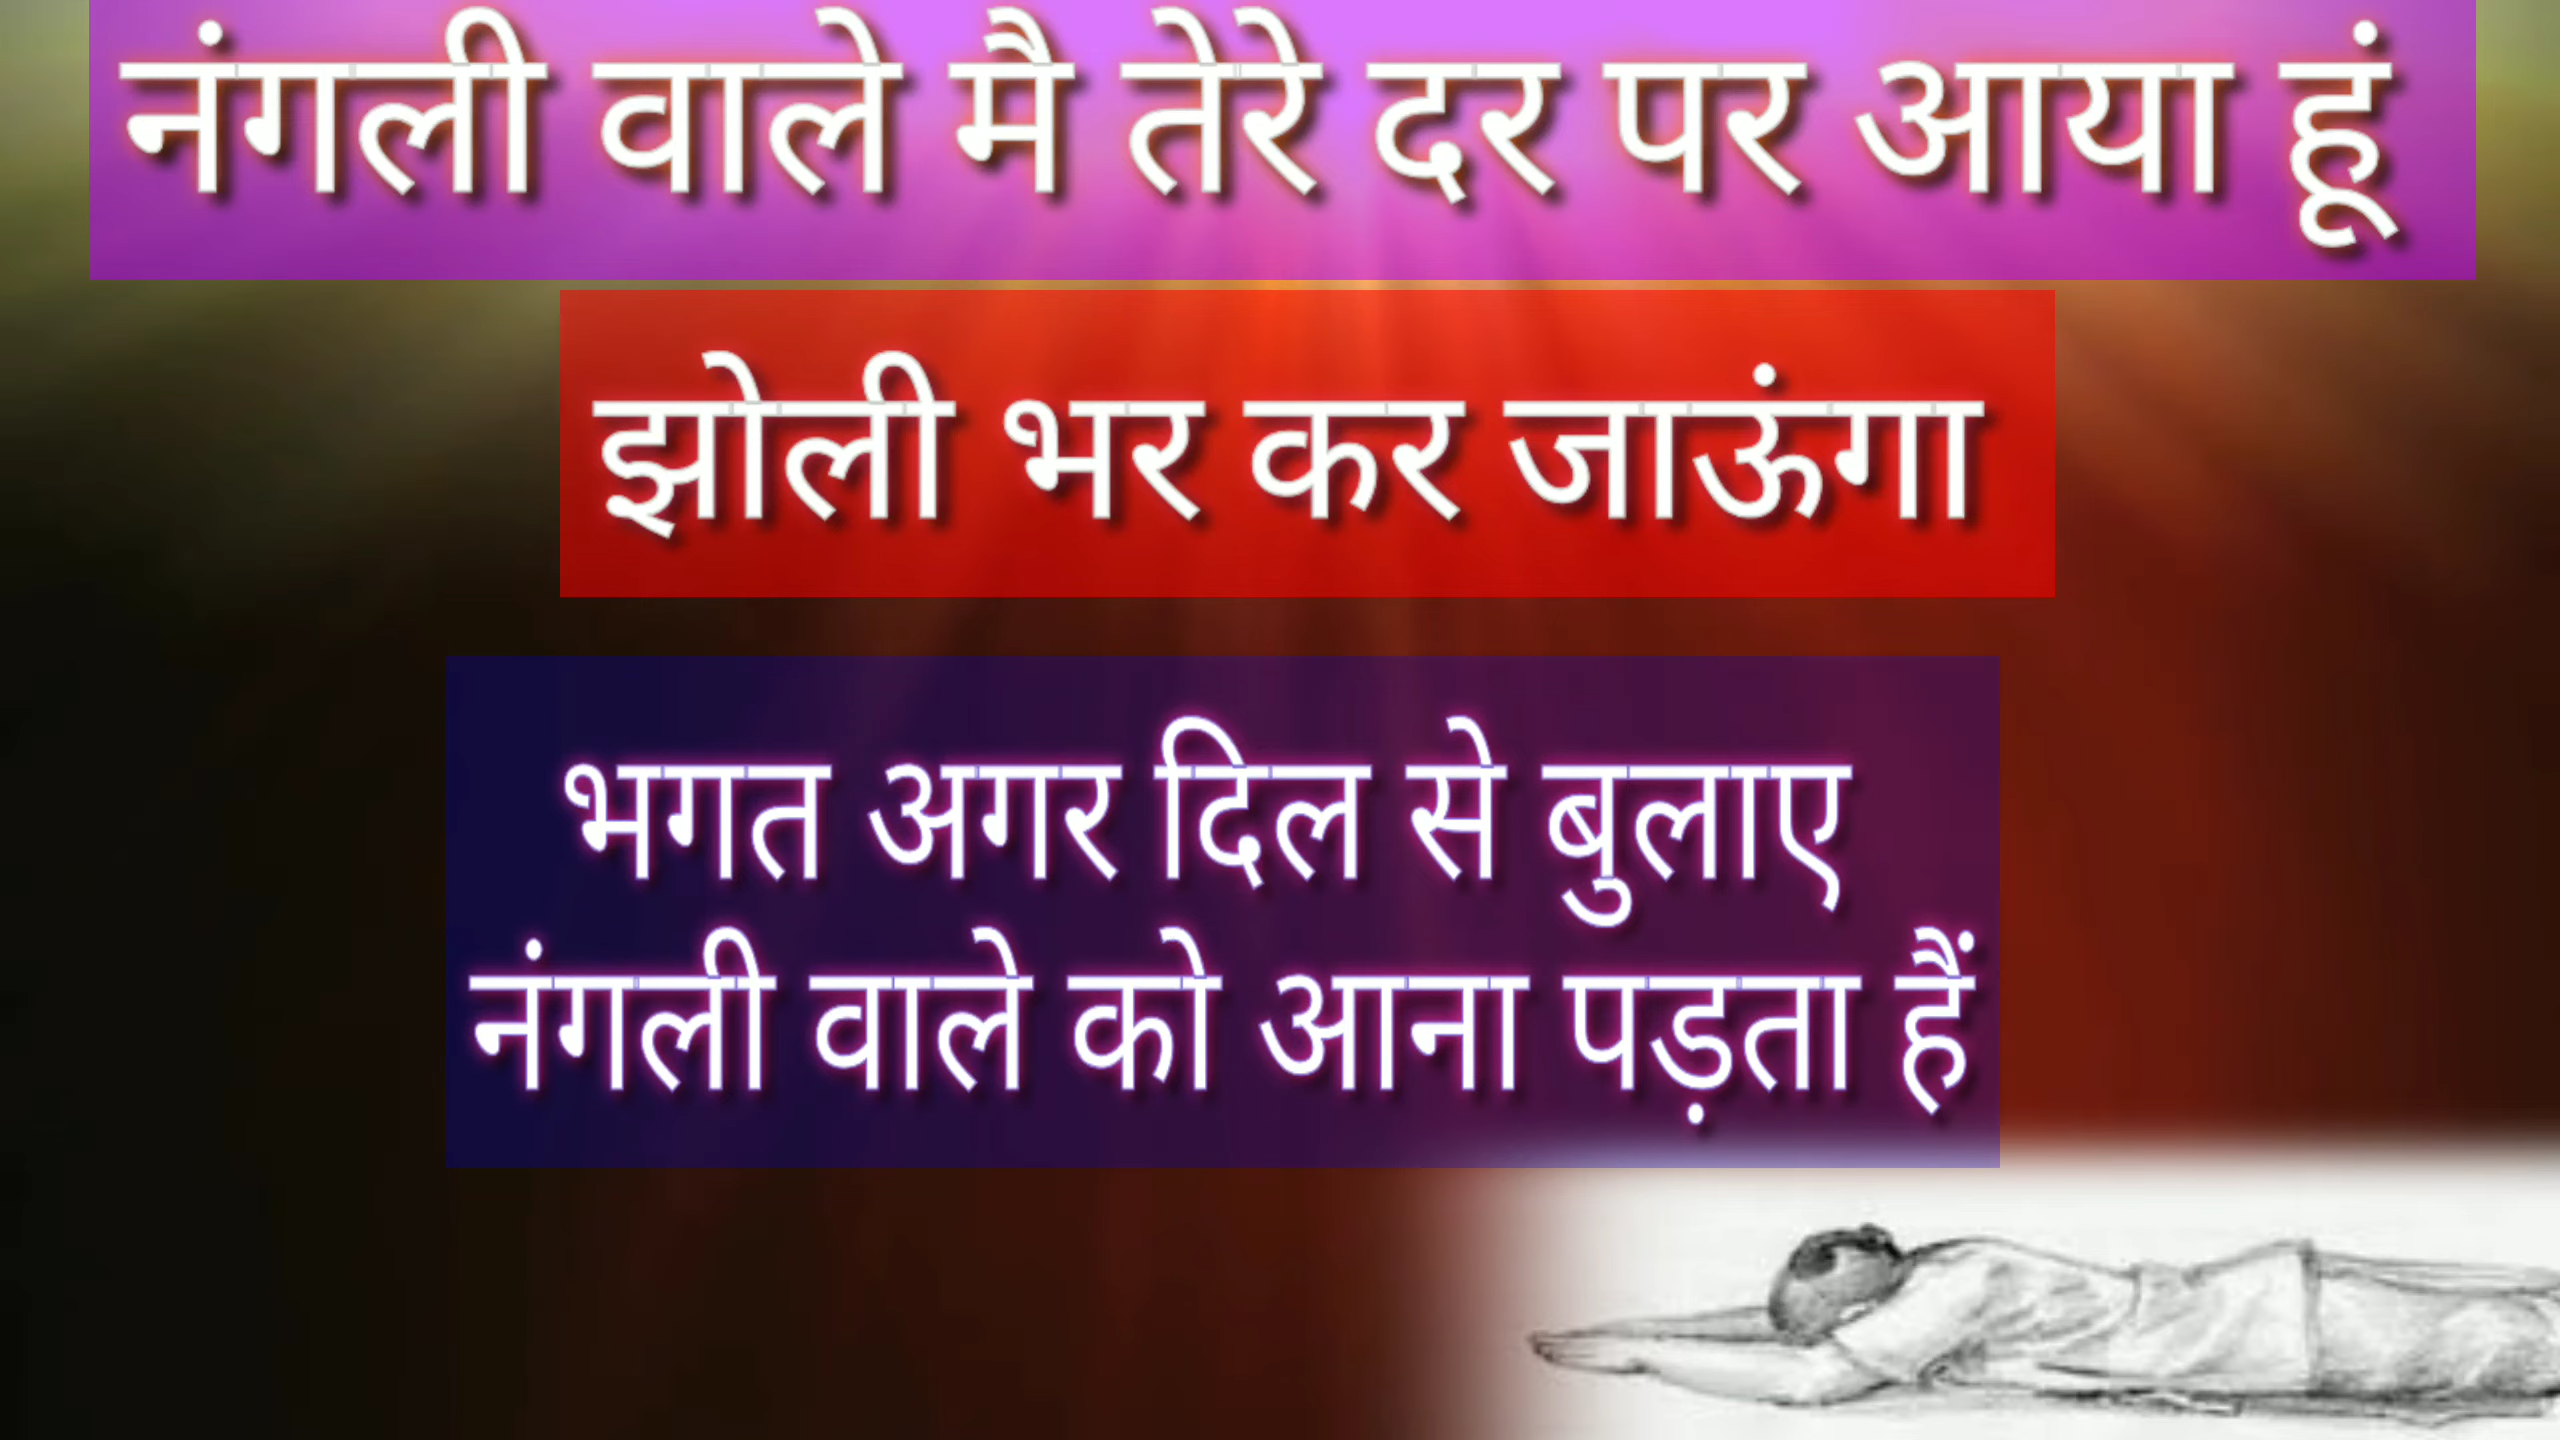 नंगली वाले मै तेरे दर पर आया हूं
झोली भर कर जाऊंगा
भगत अगर दिल से बुलाए
नंगली वाले को आना पड़ता हैं